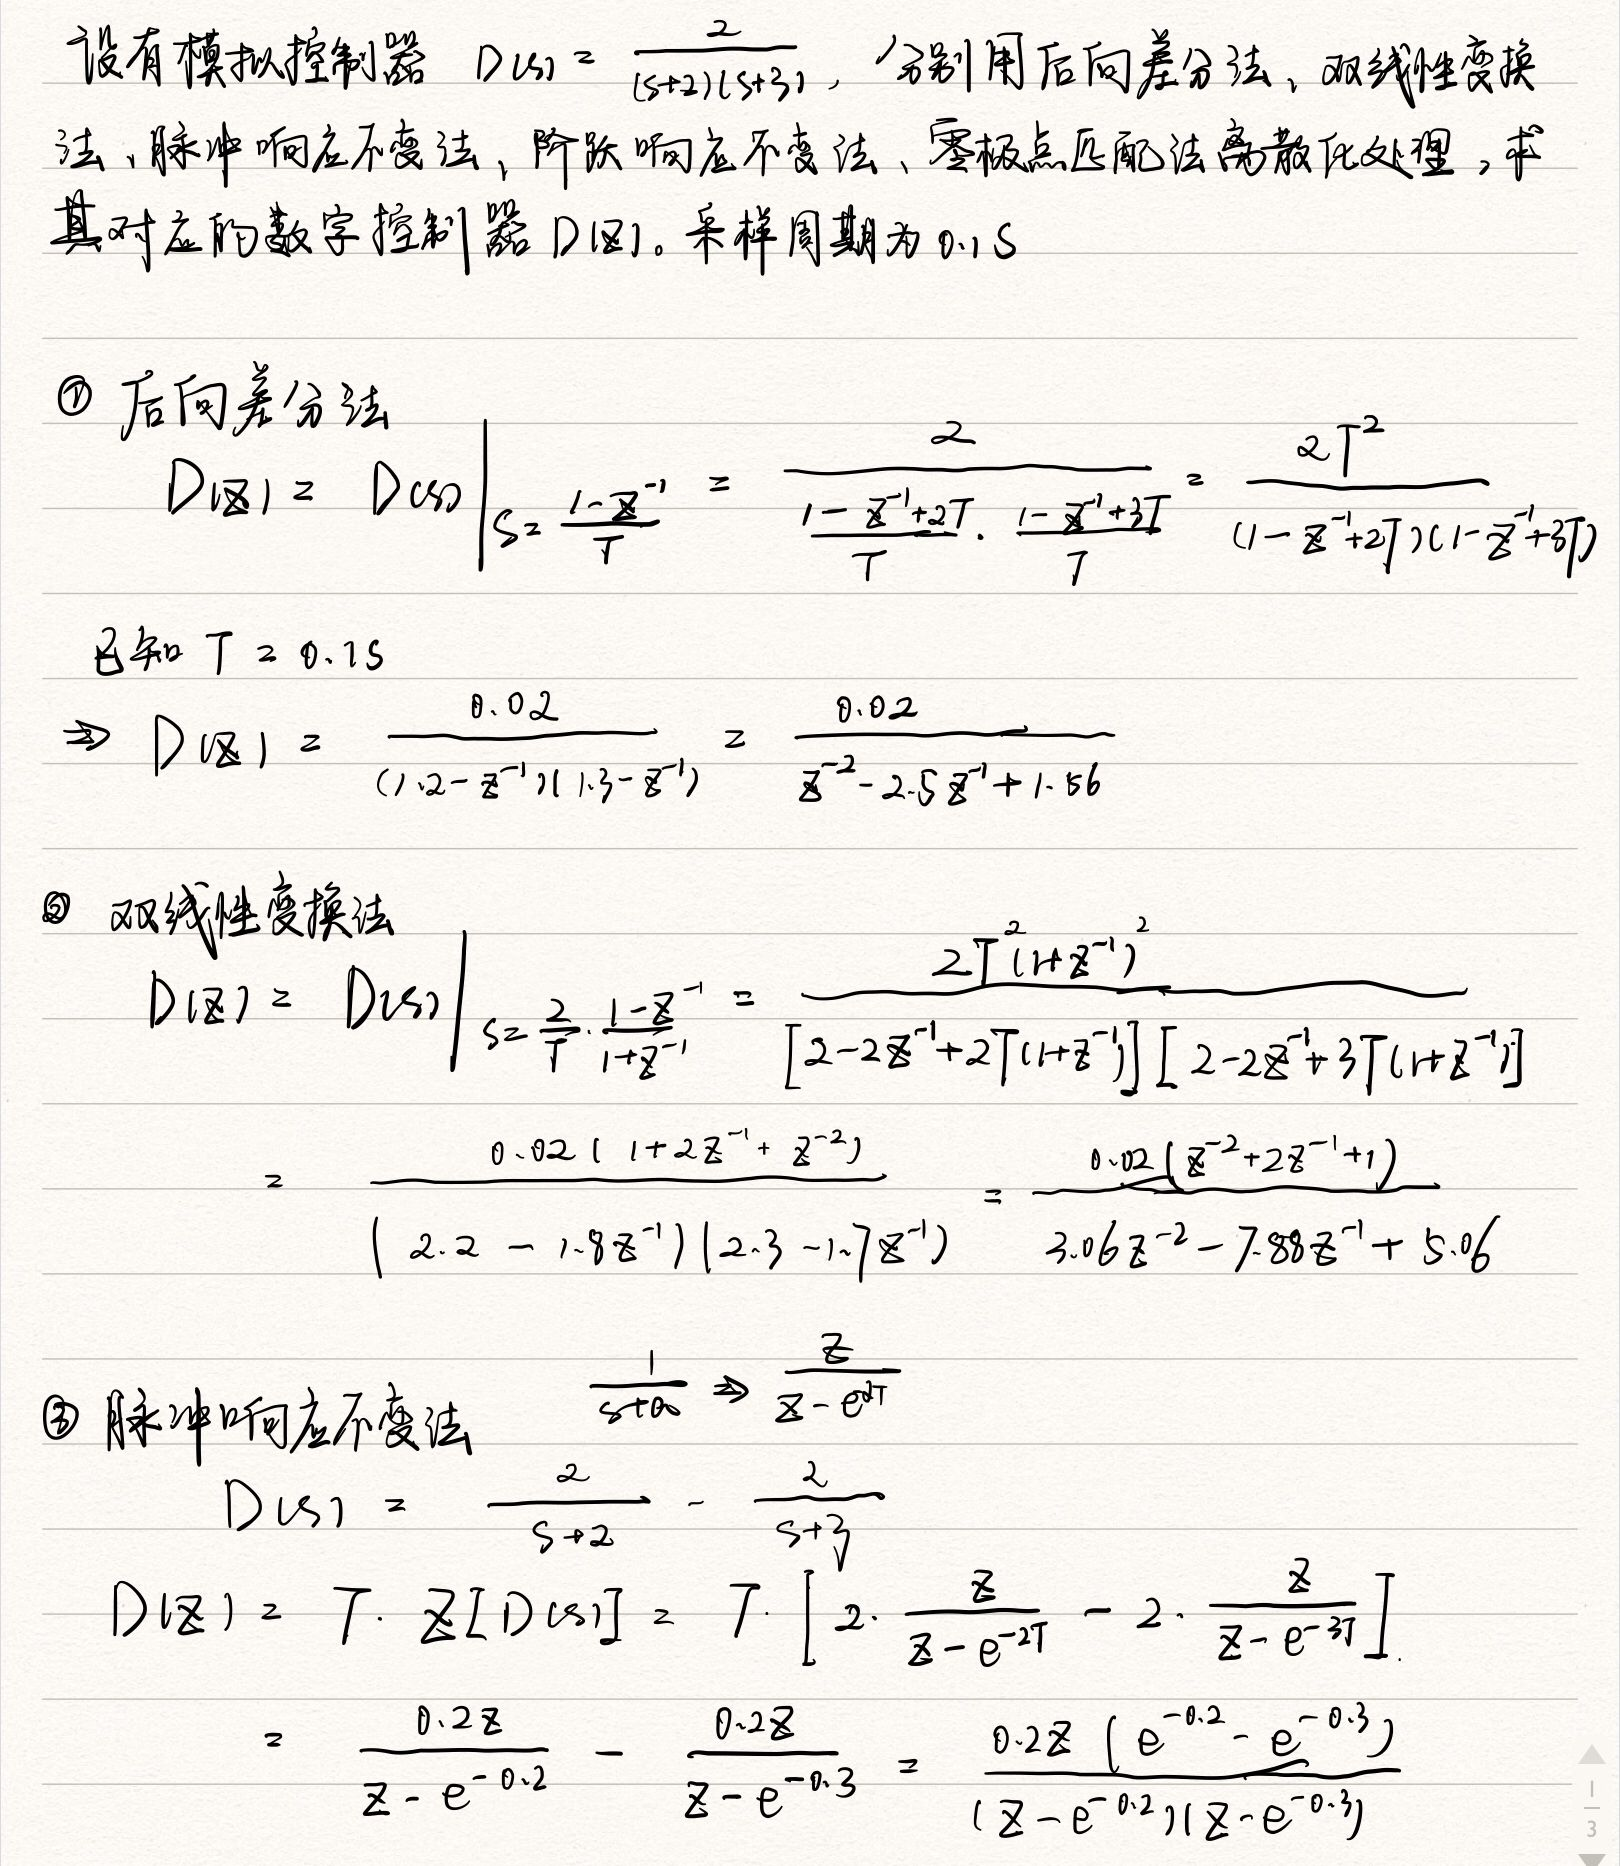 设有模拟控制器 D(s) = 2/((s+2)(s+3)), 分别用后向差分法、双线性变换
法、脉冲响应不变法、阶跃响应不变法、零极点匹配法离散化处理,求
其对应的数字控制器D(z)。采样周期为0.1s
① 后向差分法
D(z) = D(s)|s=(1-z⁻¹)/T = 2/((1-z⁻¹+2T)/T · (1-z⁻¹+3T)/T) = 2T²/((1-z⁻¹+2T)(1-z⁻¹+3T))
已知 T = 0.1s
⇒ D(z) = 0.02/((1.2-z⁻¹)(1.3-z⁻¹)) = 0.02/(z⁻²-2.5z⁻¹+1.56)
② 双线性变换法
D(z) = D(s)|s=2/T·(1-z⁻¹)/(1+z⁻¹) = 2T²(1+z⁻¹)²/([2-2z⁻¹+2T(1+z⁻¹)][2-2z⁻¹+3T(1+z⁻¹)])
= 0.02(1+2z⁻¹+z⁻²)/((2.2-1.8z⁻¹)(2.3-1.7z⁻¹)) = 0.02(z⁻²+2z⁻¹+1)/(3.06z⁻²-7.88z⁻¹+5.06)
1/(s+a) ⇒ z/(z-e^aT)
③ 脉冲响应不变法
D(s) = 2/(s+2) - 2/(s+3)
D(z) = T·Z[D(s)] = T·[2·z/(z-e^-2T) - 2·z/(z-e^-3T)].
= 0.2z/(z-e^-0.2) - 0.2z/(z-e^-0.3) = 0.2z(e^-0.2-e^-0.3)/((z-e^-0.2)(z-e^-0.3))
1
3